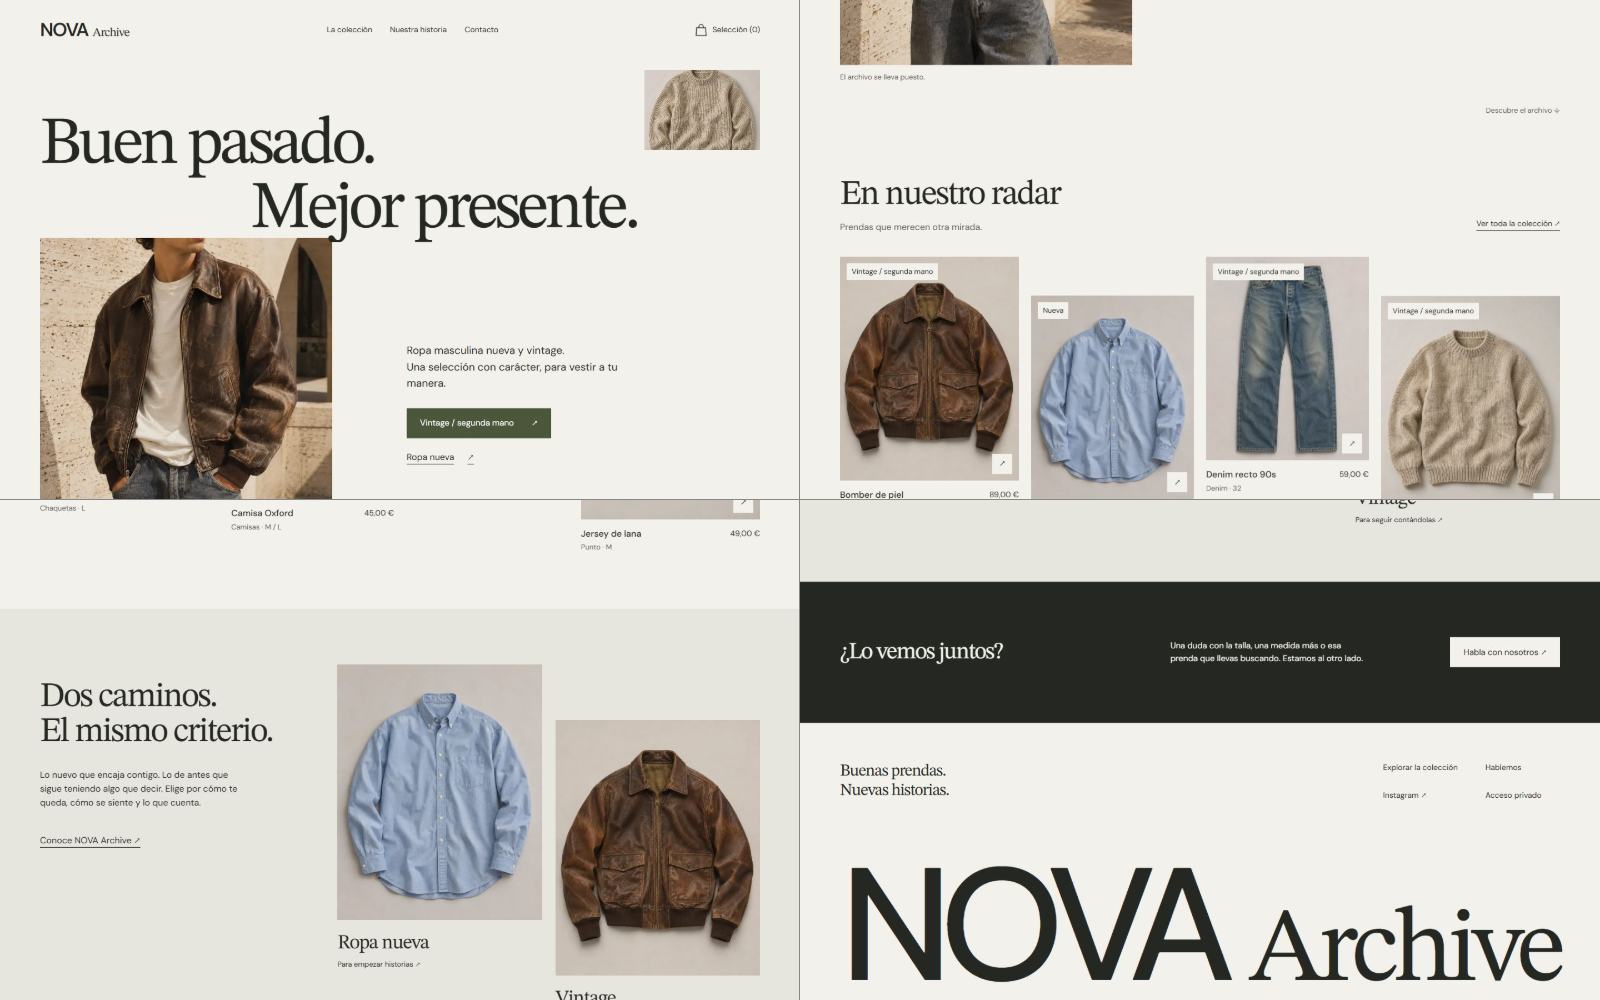 NOVA Archive
La colección
Nuestra historia
Contacto
Selección (0)
Buen pasado.
Mejor presente.
Ropa masculina nueva y vintage.
Una selección con carácter, para vestir a tu
manera.
Vintage / segunda mano ↗
Ropa nueva ↗
El archivo se lleva puesto.
Descubre el archivo ↓
En nuestro radar
Prendas que merecen otra mirada.
Ver toda la colección ↗
Vintage / segunda mano
Nueva
Vintage / segunda mano
Vintage / segunda mano
Bomber de piel
89,00 €
Denim recto 90s
59,00 €
Denim · 32
Chaquetas · L
Camisa Oxford
45,00 €
Camisas · M / L
Jersey de lana
49,00 €
Punto · M
Dos caminos.
El mismo criterio.
Lo nuevo que encaja contigo. Lo de antes que
sigue teniendo algo que decir. Elige por cómo te
queda, cómo se siente y lo que cuenta.
Conoce NOVA Archive ↗
Ropa nueva
Para empezar historias ↗
Vintage
Vintage
Para seguir contándolas ↗
¿Lo vemos juntos?
Una duda con la talla, una medida más o esa
prenda que llevas buscando. Estamos al otro lado.
Habla con nosotros ↗
Buenas prendas.
Nuevas historias.
Explorar la colección
Hablemos
Instagram ↗
Acceso privado
NOVA Archive